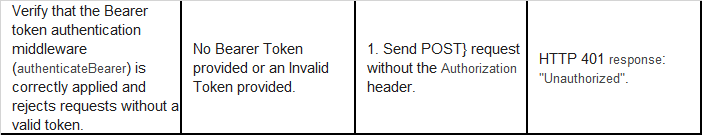 Verify that the Bearer
token authentication
middleware
(authenticateBearer) is
correctly applied and
rejects requests without a
valid token.
No Bearer Token
provided or an Invalid
Token provided.
1. Send POST} request
without the Authorization
header.
HTTP 401 response:
"Unauthorized".